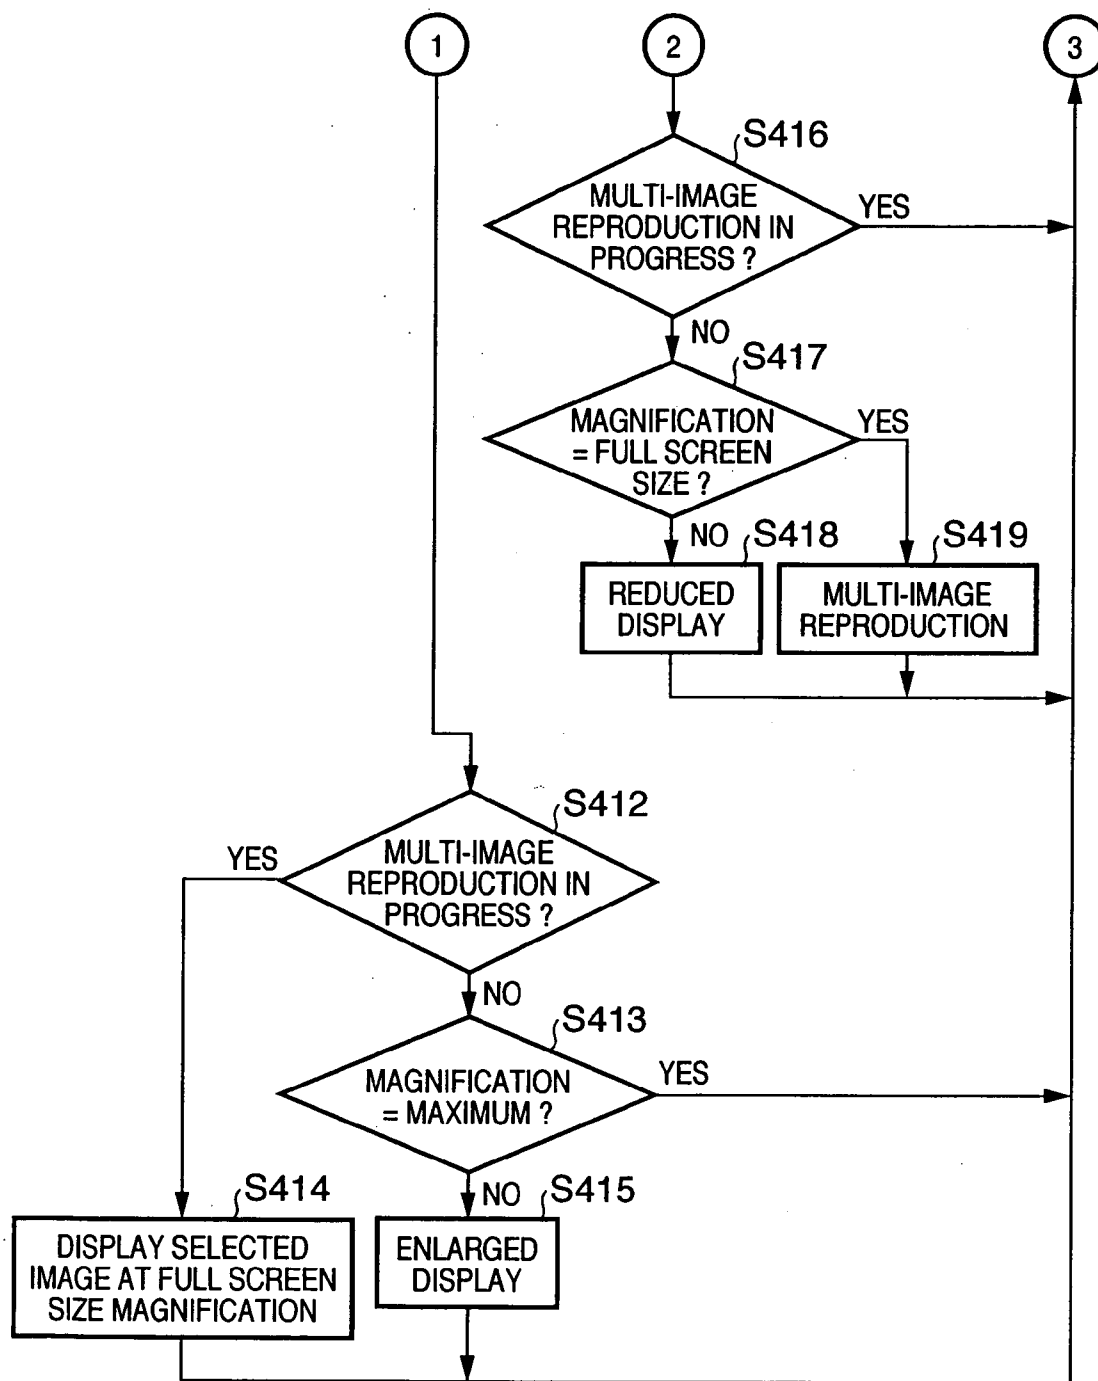 1
2
3
S416
MULTI-IMAGE
REPRODUCTION IN
PROGRESS ?
YES
NO
S417
MAGNIFICATION
= FULL SCREEN
SIZE ?
YES
NO
S418
REDUCED
DISPLAY
S419
MULTI-IMAGE
REPRODUCTION
S412
MULTI-IMAGE
REPRODUCTION IN
PROGRESS ?
YES
NO
S413
MAGNIFICATION
= MAXIMUM ?
YES
NO
S414
DISPLAY SELECTED
IMAGE AT FULL SCREEN
SIZE MAGNIFICATION
S415
ENLARGED
DISPLAY